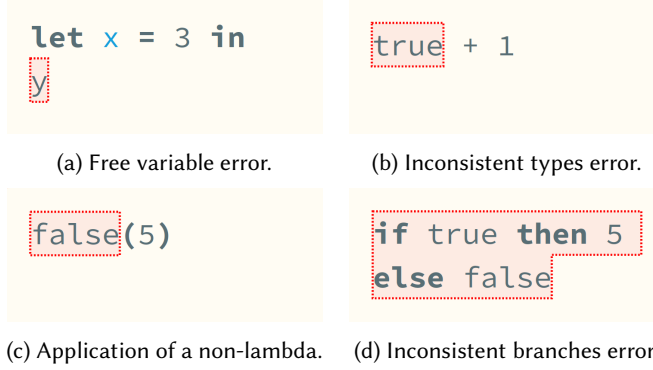 let x = 3 in
y
(a) Free variable error.
true + 1
(b) Inconsistent types error.
false(5)
(c) Application of a non-lambda.
if true then 5
else false
(d) Inconsistent branches error